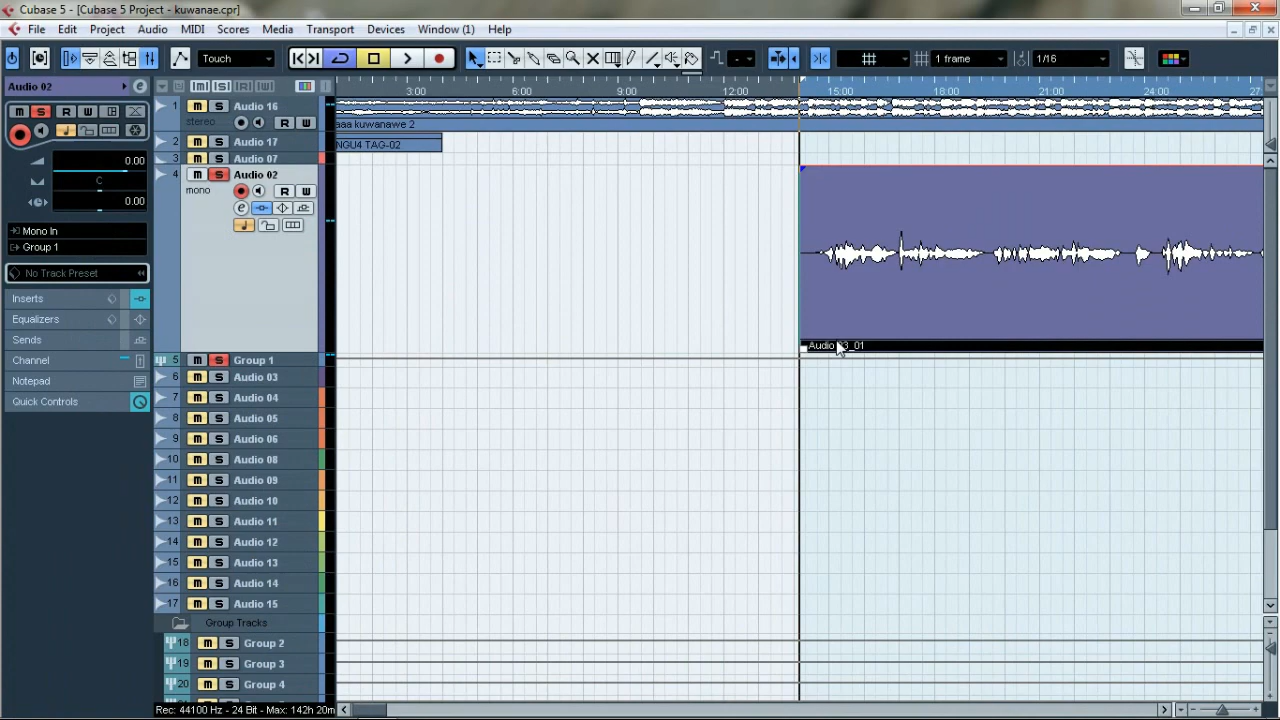 Cubase 5 - [Cubase 5 Project - kuwanae.cpr]
File Edit Project Audio MIDI Scores Media Transport Devices Window (1) Help
Touch 1 frame 1/16
Audio 02
M S R W
0.00
C
0.00
Mono In
Group 1
No Track Preset
Inserts
Equalizers
Sends
Channel
Notepad
Quick Controls
3:00 6:00 9:00 12:00 15:00 18:00 21:00 24:00 27
1 m S Audio 16
stereo R W
aaa kuwanawe 2
2 m S Audio 17
NGU4 TAG-02
3 m S Audio 07
4 m S Audio 02
mono R W
e
Audio 03_01
5 m S Group 1
6 m S Audio 03
7 m S Audio 04
8 m S Audio 05
9 m S Audio 06
10 m S Audio 08
11 m S Audio 09
12 m S Audio 10
13 m S Audio 11
14 m S Audio 12
15 m S Audio 13
16 m S Audio 14
17 m S Audio 15
Group Tracks
18 m S Group 2
19 m S Group 3
20 m S Group 4
Rec: 44100 Hz - 24 Bit - Max: 142h 20m